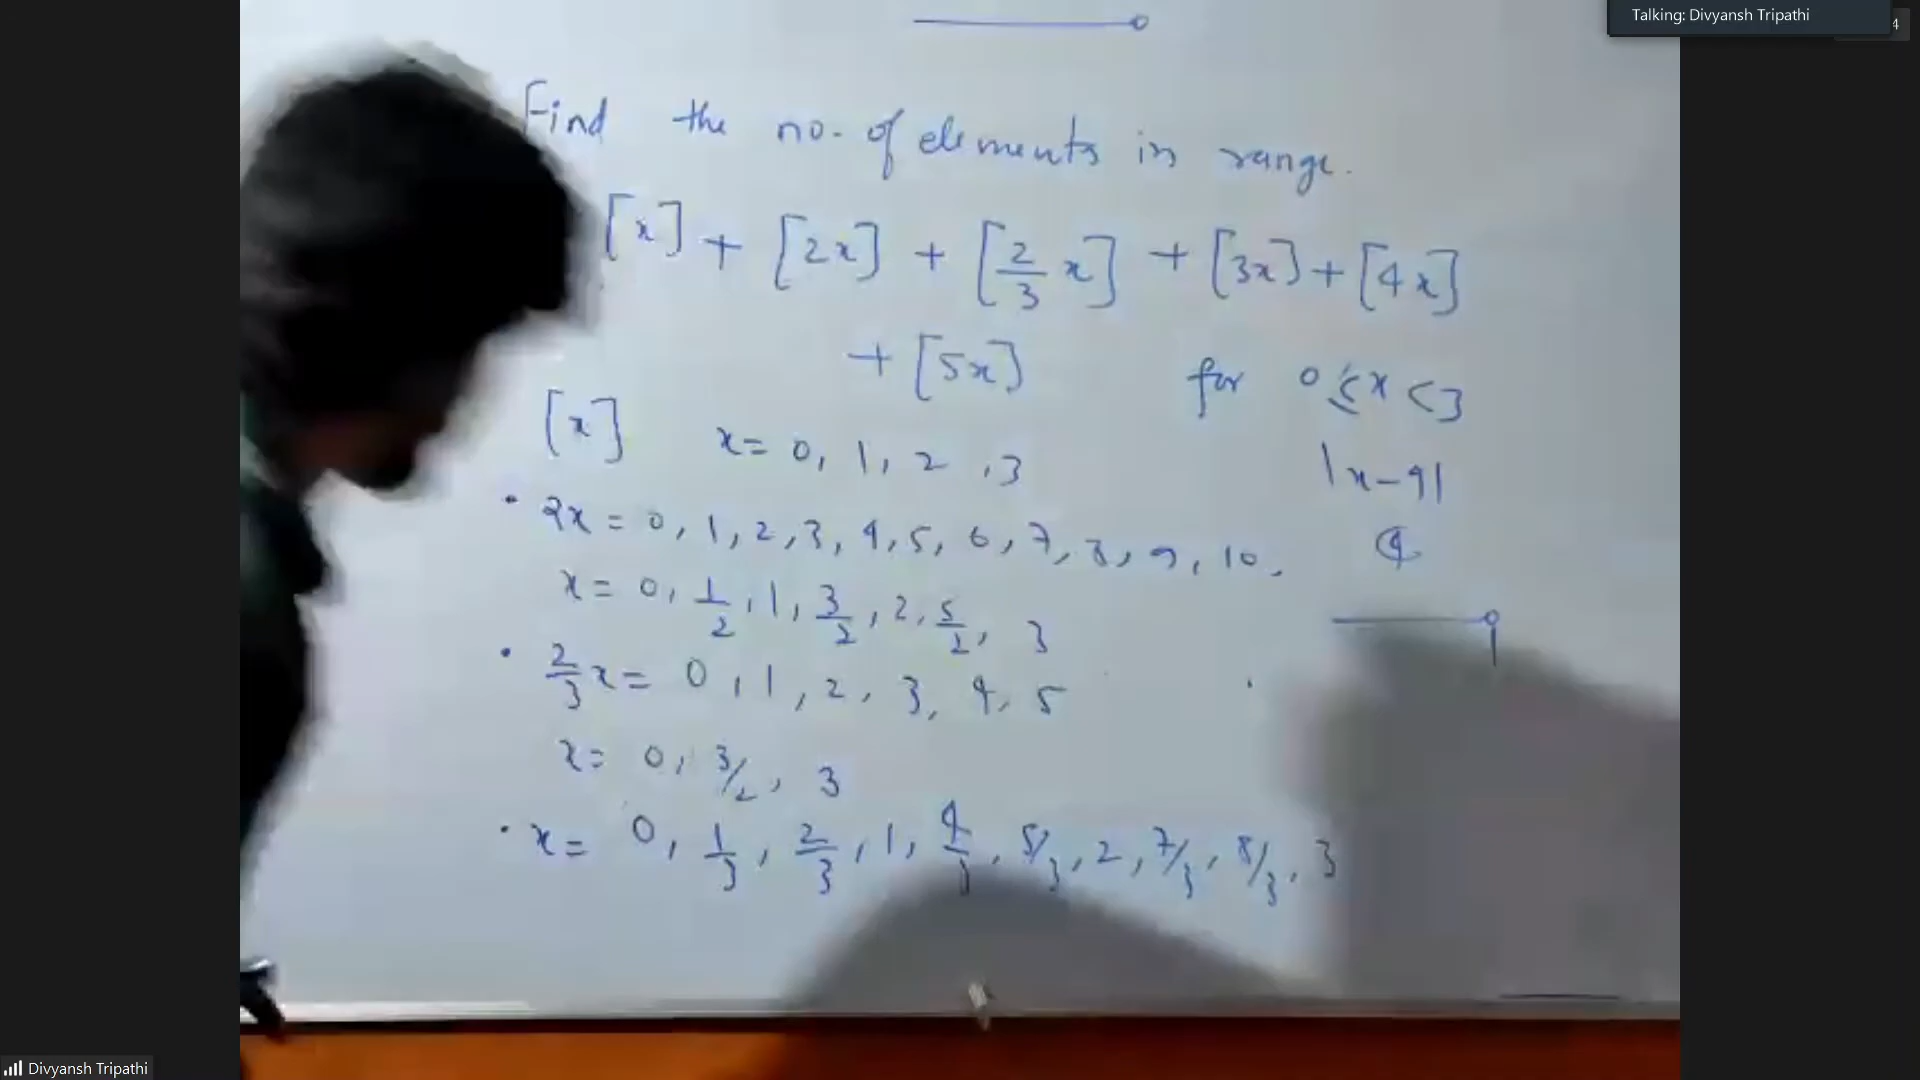 Talking: Divyansh Tripathi
4
Find the no. of elements in range.
[x] + [2x] + [2/3 x] + [3x] + [4x]
+ [5x] for 0 ≤ x < 3
[x] x = 0, 1, 2, 3
|x-9|
• 2x = 0, 1, 2, 3, 4, 5, 6, 7, 8, 9, 10,
x = 0, 1/2, 1, 3/2, 2, 5/2, 3
• 2/3 x = 0, 1, 2, 3, 4, 5
x = 0, 3/2, 3
• x = 0, 1/3, 2/3, 1, 4/3, 5/3, 2, 7/3, 8/3, 3
Divyansh Tripathi